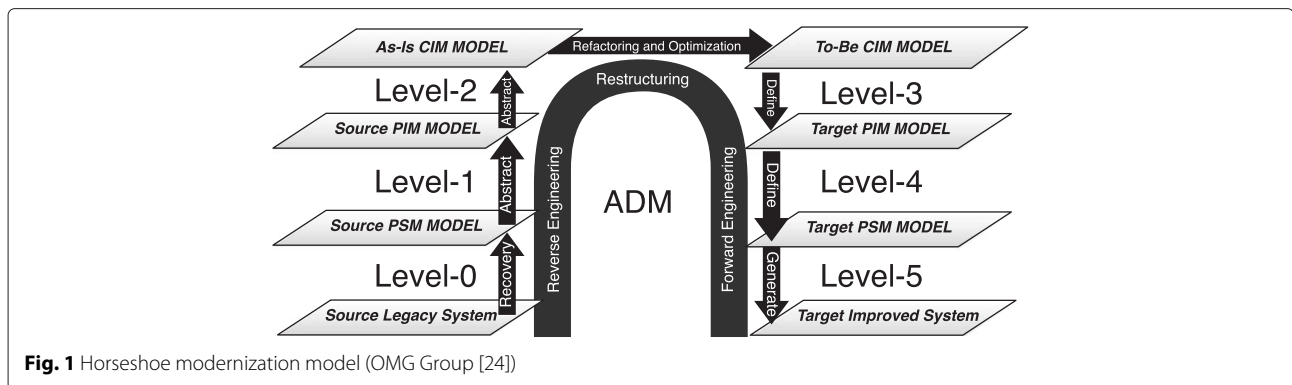 As-Is CIM MODEL
Refactoring and Optimization
To-Be CIM MODEL
Restructuring
Level-2
Abstract
Define
Level-3
Source PIM MODEL
Target PIM MODEL
Level-1
Abstract
Reverse Engineering
ADM
Forward Engineering
Define
Level-4
Source PSM MODEL
Target PSM MODEL
Level-0
Recovery
Generate
Level-5
Source Legacy System
Target Improved System
Fig. 1 Horseshoe modernization model (OMG Group [24])